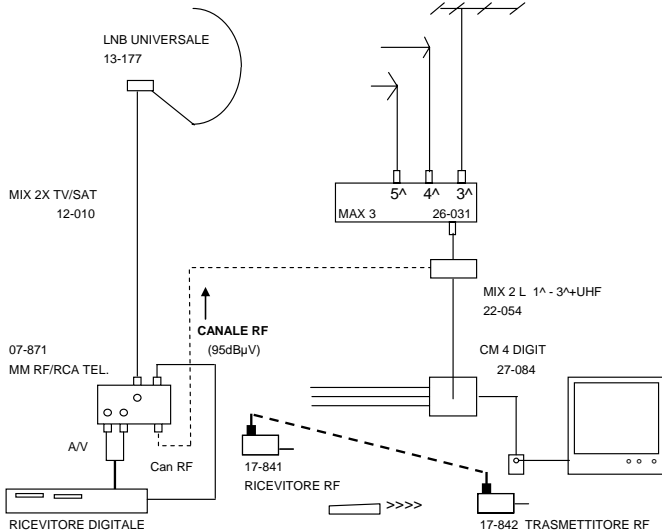 LNB UNIVERSALE
13-177
MIX 2X TV/SAT
12-010
5^ 4^ 3^
MAX 3 26-031
MIX 2 L 1^ - 3^+UHF
22-054
CANALE RF
(95dBµV)
07-871
MM RF/RCA TEL.
CM 4 DIGIT
27-084
A/V
Can RF
17-841
RICEVITORE RF
>>>>
RICEVITORE DIGITALE
17-842 TRASMETTITORE RF